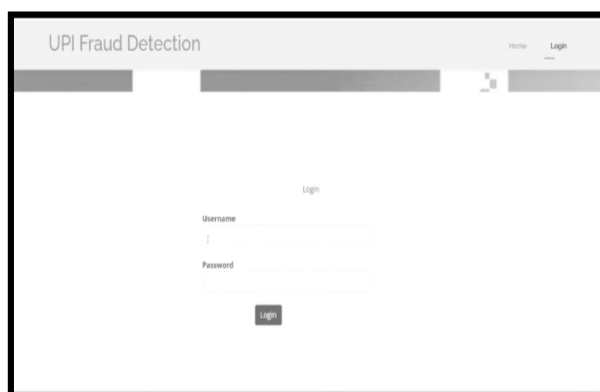 UPI Fraud Detection
Home Login
Login
Username
Password
Login